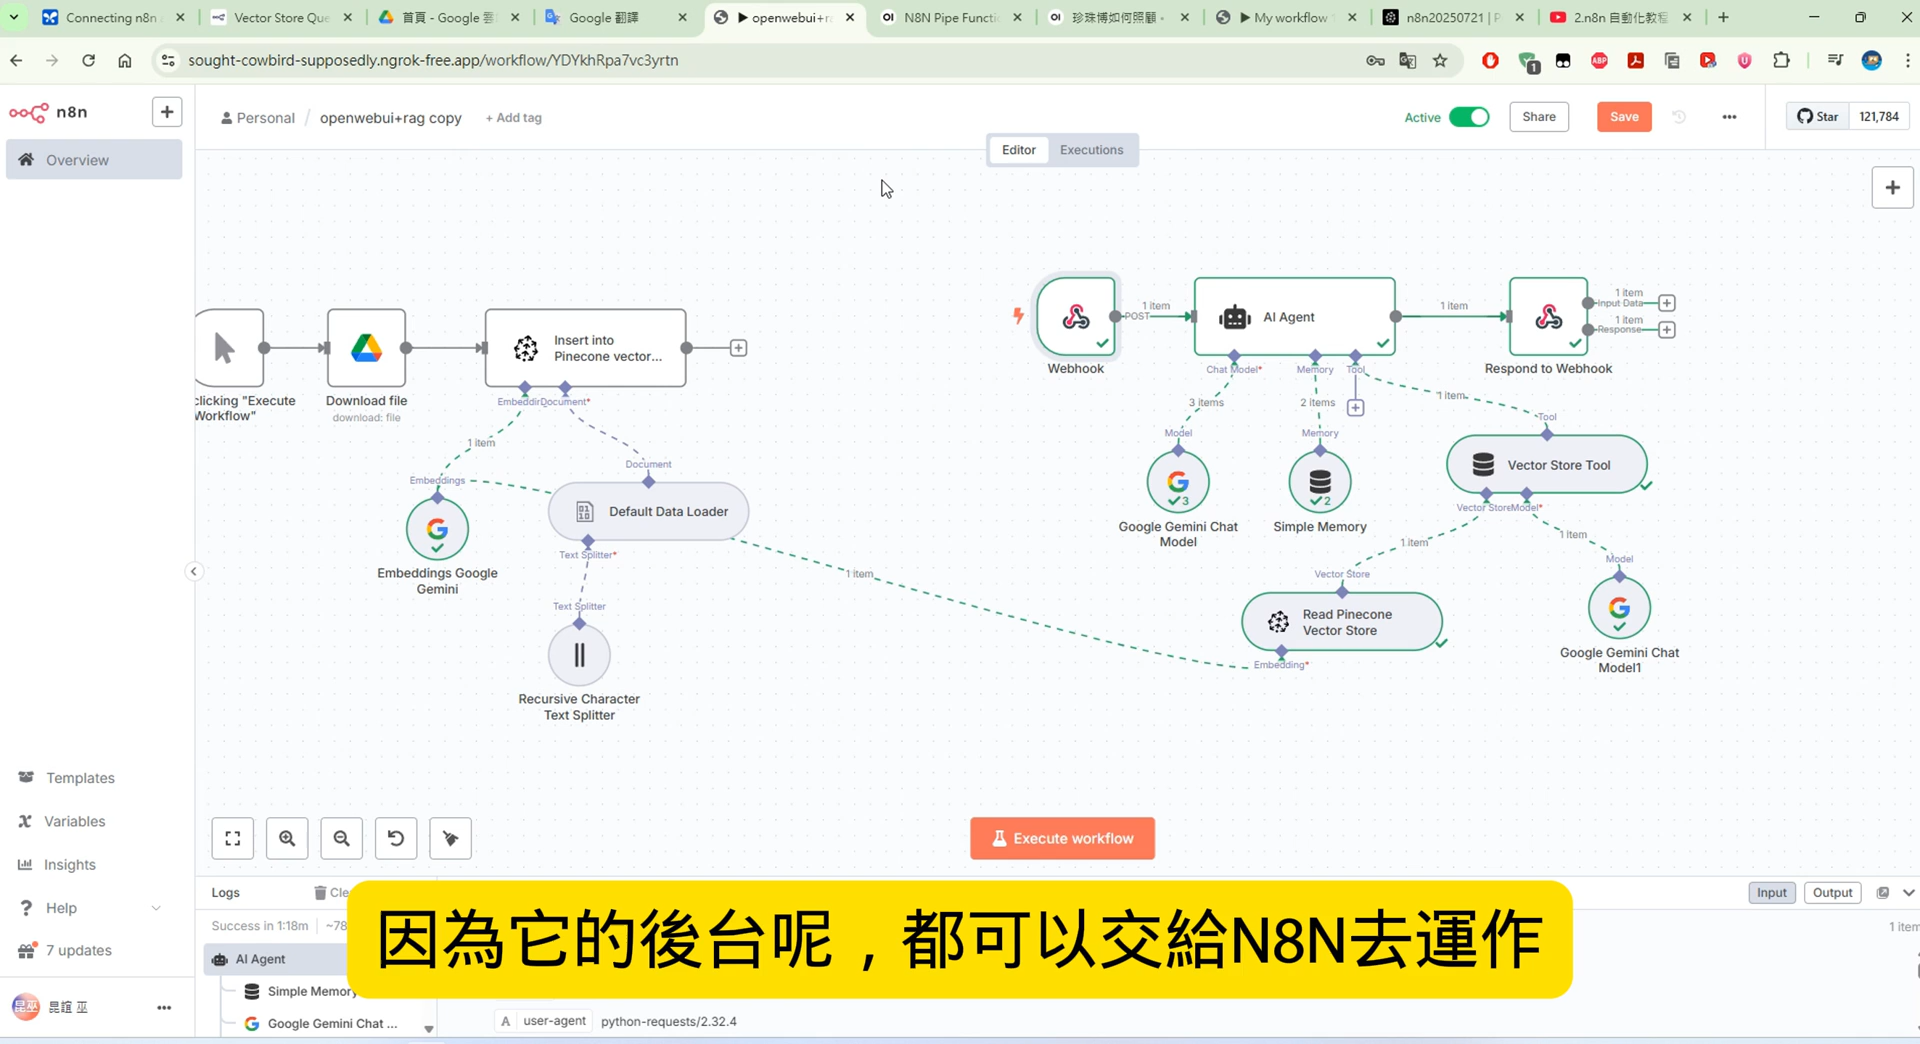 Connecting n8n
Vector Store Que
首頁 - Google 雲
Google 翻譯
▶ openwebui+r
N8N Pipe Functi
珍珠博如何照顧
▶ My workflow
n8n20250721 | P
2.n8n 自動化教程
sought-cowbird-supposedly.ngrok-free.app/workflow/YDYkhRpa7vc3yrtn
n8n
Personal / openwebui+rag copy
+ Add tag
Active
Share
Save
Star
121,784
Overview
Editor
Executions
clicking "Execute
Workflow"
Download file
download: file
Insert into
Pinecone vector...
Document*
1 item
Embeddings
Embeddings Google
Gemini
Document
Default Data Loader
Text Splitter*
Text Splitter
Recursive Character
Text Splitter
1 item
Webhook
1 item
POST
AI Agent
Chat Model*
Memory
Tool
1 item
Respond to Webhook
1 item
Input Data
1 item
Response
3 items
2 items
1 item
Model
3
Google Gemini Chat
Model
Memory
2
Simple Memory
Tool
Vector Store Tool
Vector Store
Model*
1 item
1 item
Vector Store
Read Pinecone
Vector Store
Embedding*
Model
Google Gemini Chat
Model1
Templates
Variables
Insights
Help
7 updates
昆誼 巫
Execute workflow
Logs
Success in 1:18m
Input
Output
AI Agent
Simple Memory
Google Gemini Chat ...
因為它的後台呢，都可以交給N8N去運作
A user-agent python-requests/2.32.4